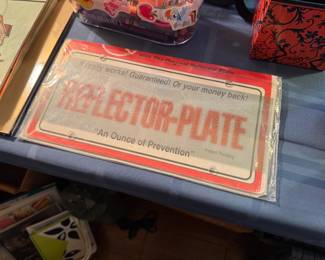 It really works! Guaranteed! Or your money back!
REFLECTOR-PLATE
"An Ounce of Prevention"